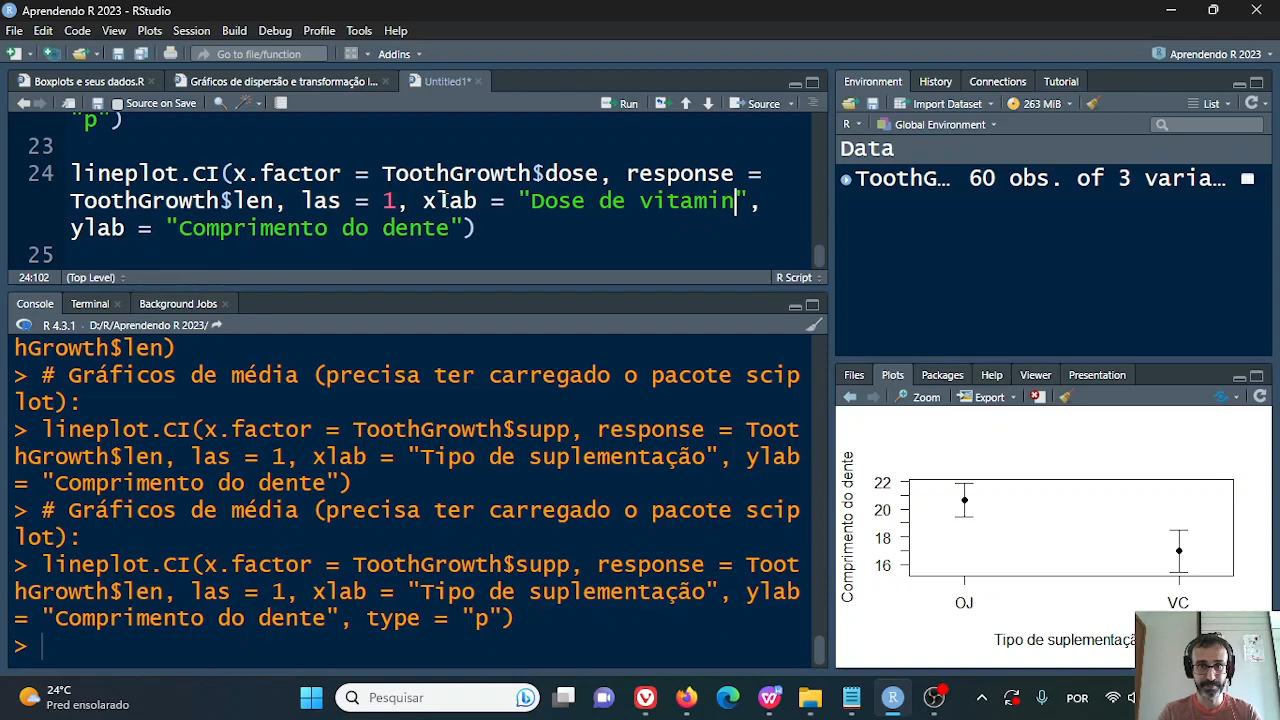 Aprendendo R 2023 - RStudio
File Edit Code View Plots Session Build Debug Profile Tools Help
Go to file/function Addins Aprendendo R 2023
Boxplots e seus dados.R Gráficos de dispersão e transformação l... Untitled1*
Source on Save Run Source
"p")
23
24 lineplot.CI(x.factor = ToothGrowth$dose, response =
ToothGrowth$len, las = 1, xlab = "Dose de vitamin",
ylab = "Comprimento do dente")
25
24:102 (Top Level) R Script
Console Terminal Background Jobs
R 4.3.1 · D:/R/Aprendendo R 2023/
hGrowth$len)
> # Gráficos de média (precisa ter carregado o pacote scip
lot):
> lineplot.CI(x.factor = ToothGrowth$supp, response = Toot
hGrowth$len, las = 1, xlab = "Tipo de suplementação", ylab
= "Comprimento do dente")
> # Gráficos de média (precisa ter carregado o pacote scip
lot):
> lineplot.CI(x.factor = ToothGrowth$supp, response = Toot
hGrowth$len, las = 1, xlab = "Tipo de suplementação", ylab
= "Comprimento do dente", type = "p")
>
Environment History Connections Tutorial
Import Dataset 263 MiB List
R Global Environment
Data
ToothG... 60 obs. of 3 varia...
Files Plots Packages Help Viewer Presentation
Zoom Export
Comprimento do dente
22
20
18
16
OJ VC
Tipo de suplementaçã
24°C
Pred ensolarado
Pesquisar
POR